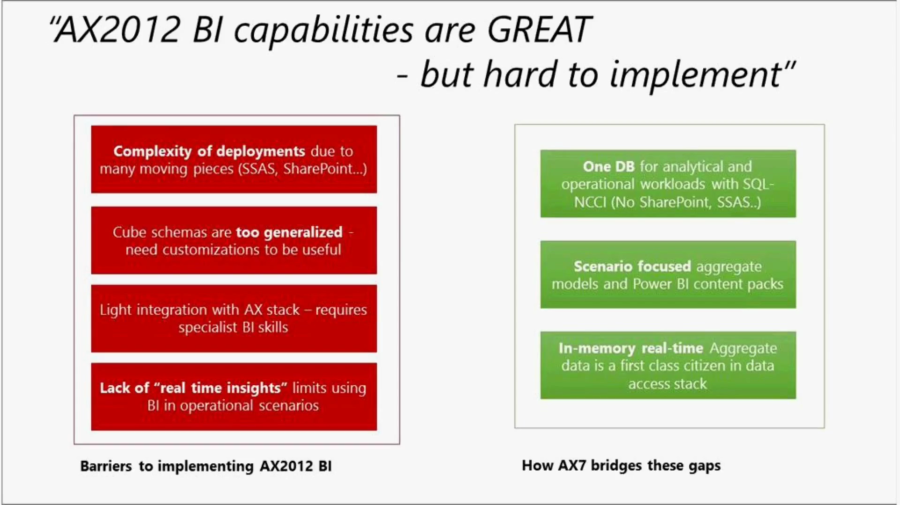 “AX2012 BI capabilities are GREAT
- but hard to implement”
Complexity of deployments due to
many moving pieces (SSAS, SharePoint...)
Cube schemas are too generalized -
need customizations to be useful
Light integration with AX stack – requires
specialist BI skills
Lack of “real time insights” limits using
BI in operational scenarios
Barriers to implementing AX2012 BI
One DB for analytical and
operational workloads with SQL-
NCCI (No SharePoint, SSAS..)
Scenario focused aggregate
models and Power BI content packs
In-memory real-time Aggregate
data is a first class citizen in data
access stack
How AX7 bridges these gaps